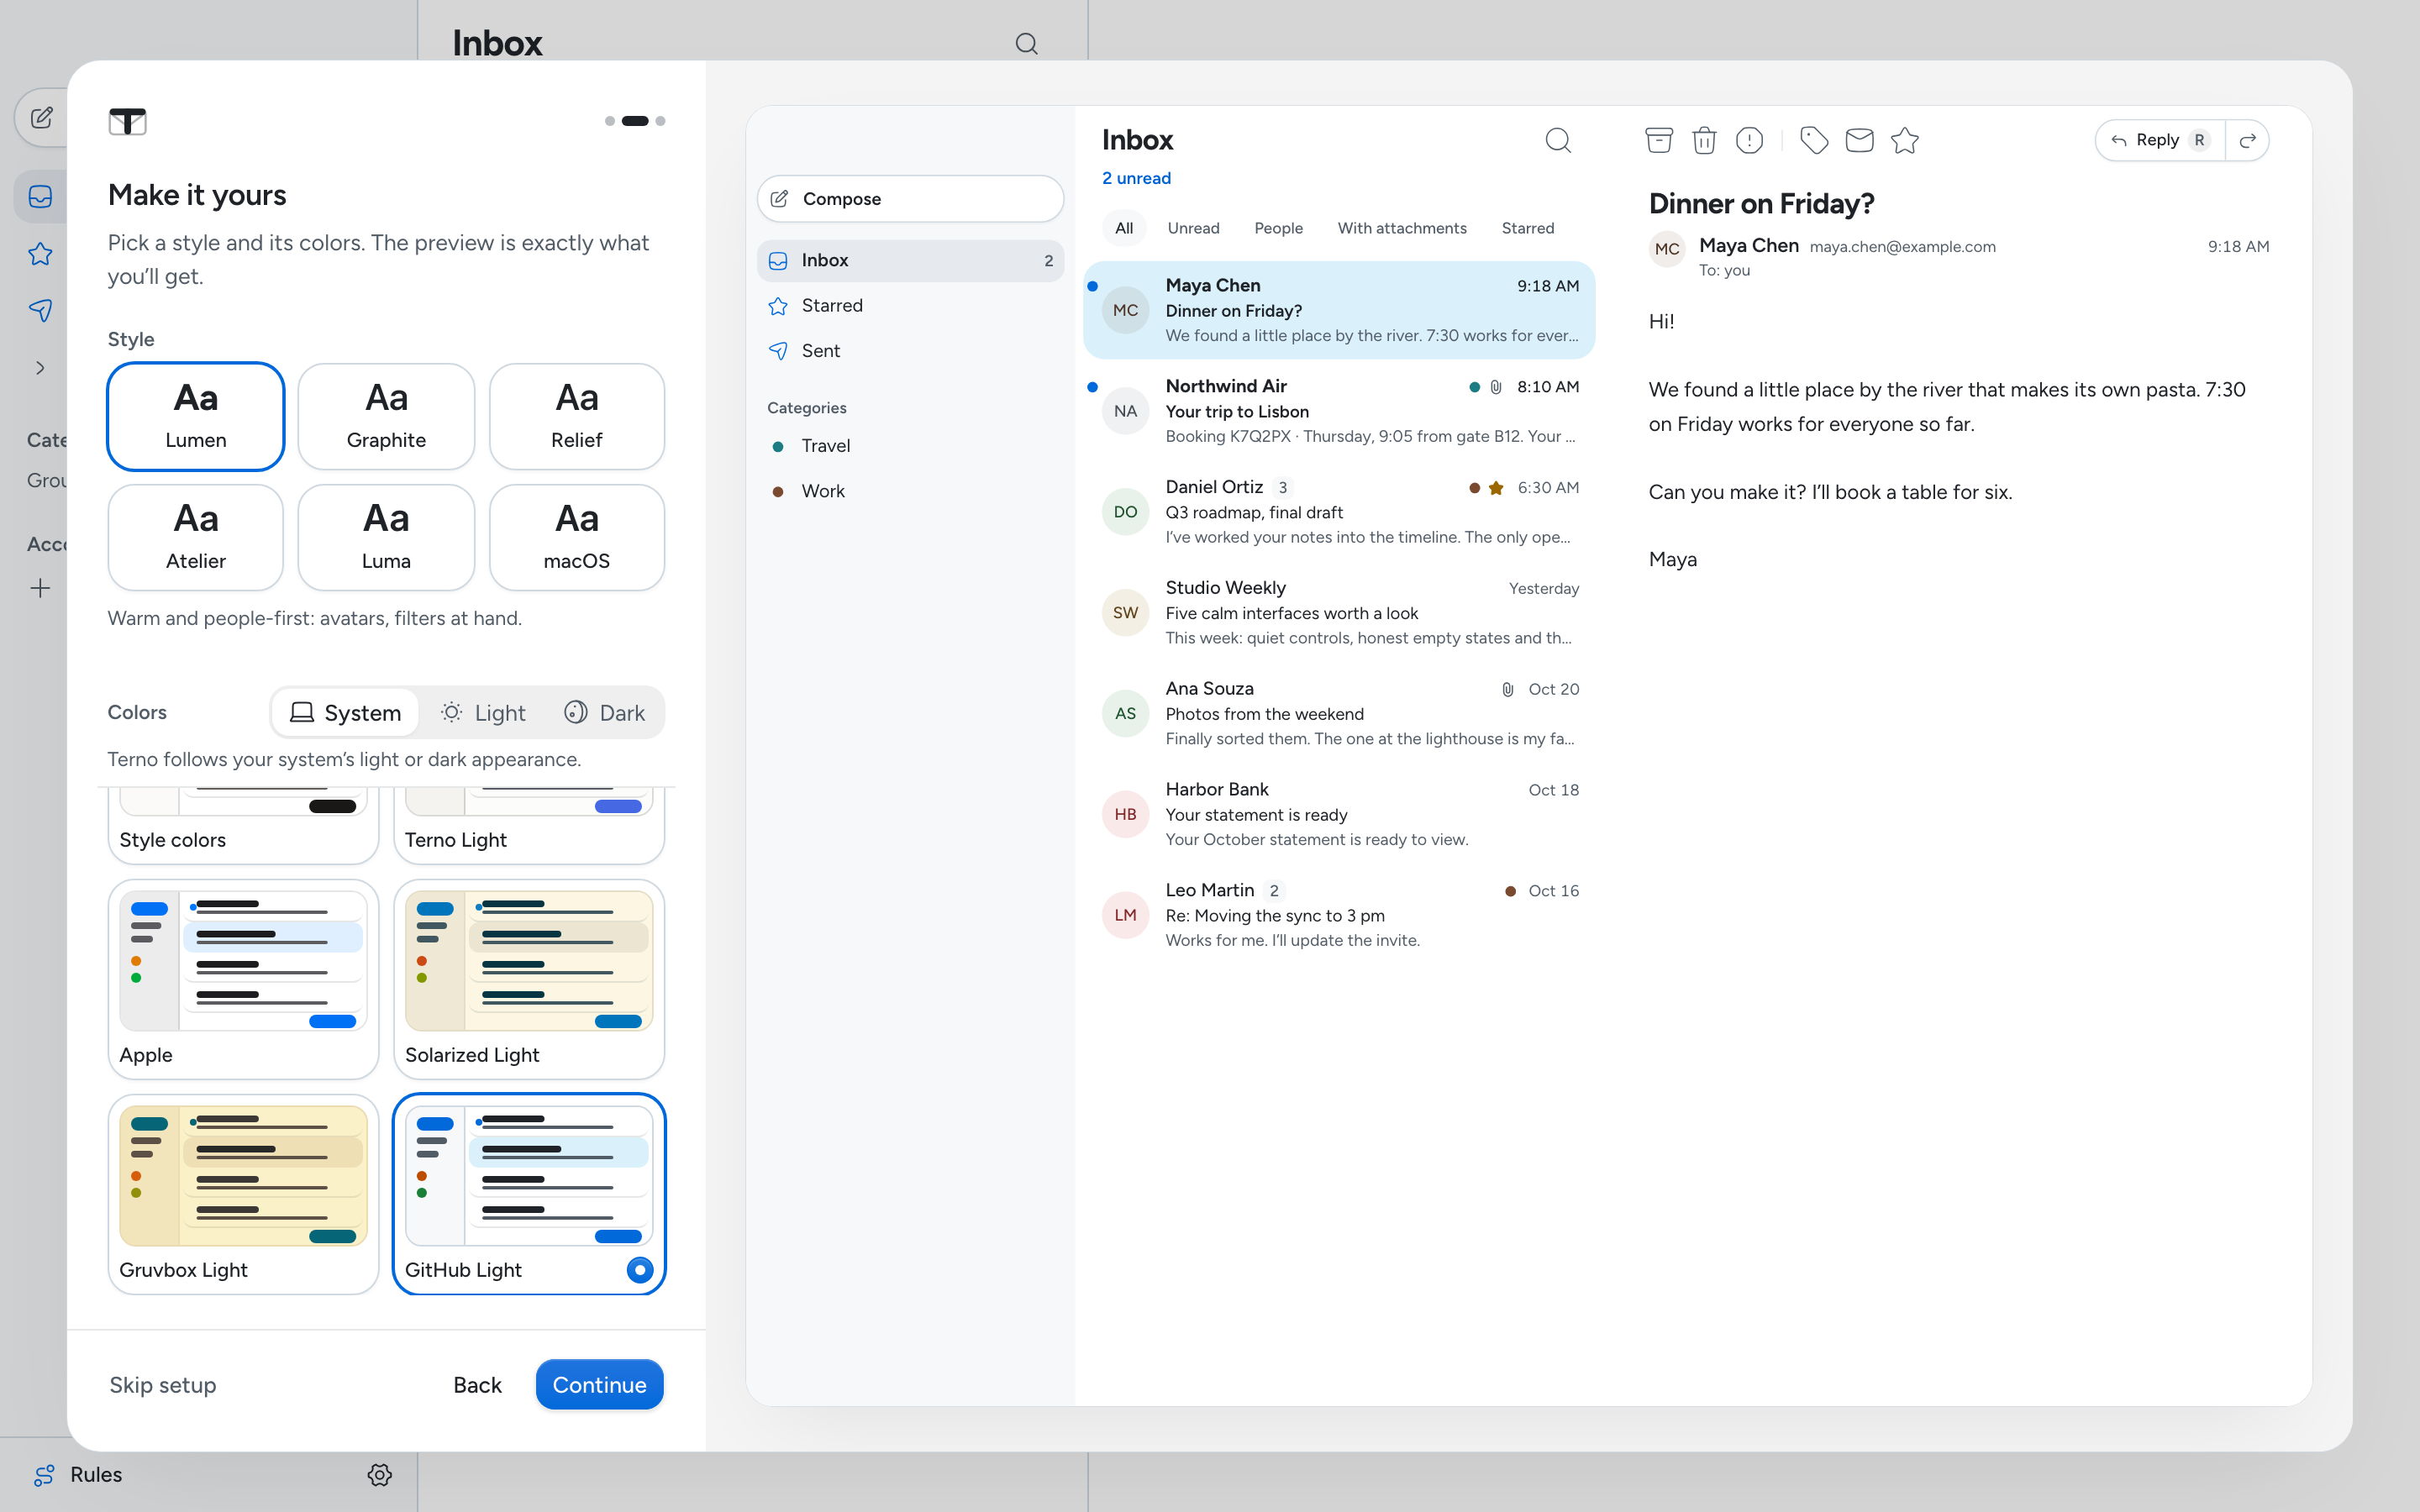 Inbox
Cate
Grou
Acco
Rules
Make it yours
Pick a style and its colors. The preview is exactly what
you’ll get.
Style
Aa
Lumen
Aa
Graphite
Aa
Relief
Aa
Atelier
Aa
Luma
Aa
macOS
Warm and people-first: avatars, filters at hand.
Colors
System
Light
Dark
Terno follows your system’s light or dark appearance.
Style colors
Terno Light
Apple
Solarized Light
Gruvbox Light
GitHub Light
Skip setup
Back
Continue
Compose
Inbox 2
Starred
Sent
Categories
Travel
Work
Inbox
2 unread
All
Unread
People
With attachments
Starred
MC
Maya Chen 9:18 AM
Dinner on Friday?
We found a little place by the river. 7:30 works for ever…
NA
Northwind Air 8:10 AM
Your trip to Lisbon
Booking K7Q2PX · Thursday, 9:05 from gate B12. Your …
DO
Daniel Ortiz 3 6:30 AM
Q3 roadmap, final draft
I’ve worked your notes into the timeline. The only ope…
SW
Studio Weekly Yesterday
Five calm interfaces worth a look
This week: quiet controls, honest empty states and th…
AS
Ana Souza Oct 20
Photos from the weekend
Finally sorted them. The one at the lighthouse is my fa…
HB
Harbor Bank Oct 18
Your statement is ready
Your October statement is ready to view.
LM
Leo Martin 2 Oct 16
Re: Moving the sync to 3 pm
Works for me. I’ll update the invite.
Reply R
Dinner on Friday?
MC
Maya Chen maya.chen@example.com 9:18 AM
To: you
Hi!
We found a little place by the river that makes its own pasta. 7:30
on Friday works for everyone so far.
Can you make it? I’ll book a table for six.
Maya